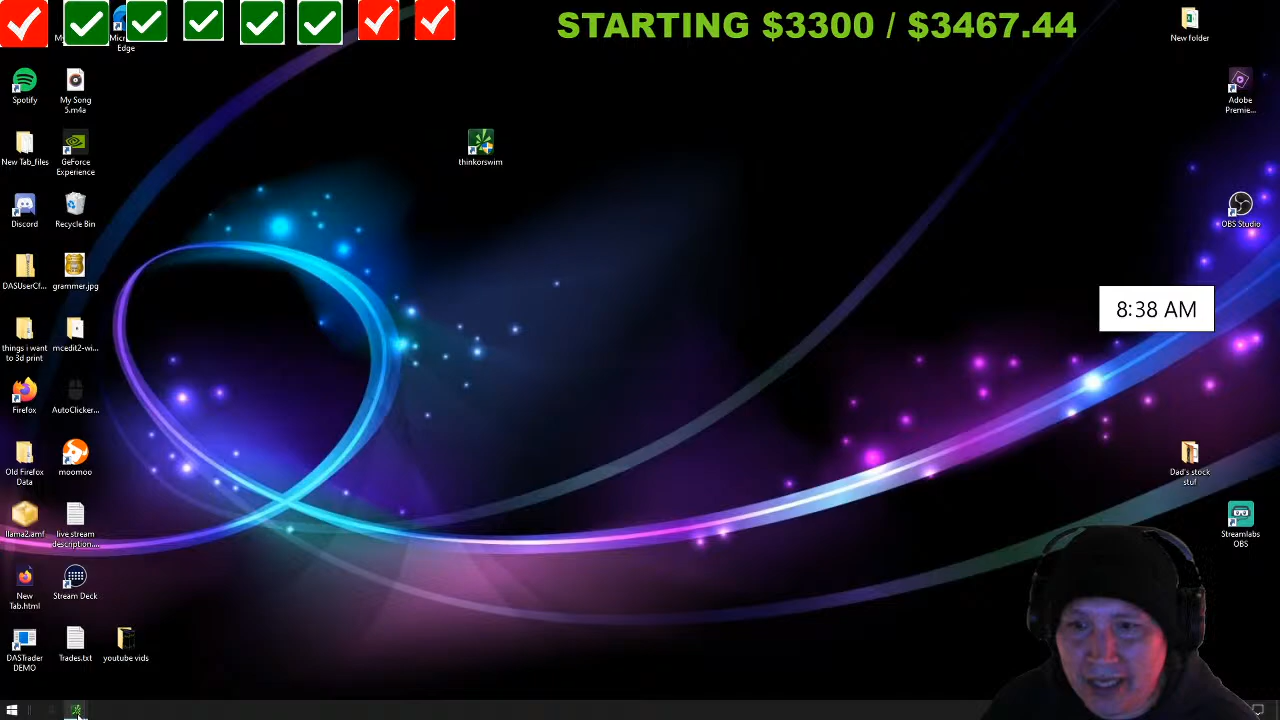 STARTING $3300 / $3467.44
Edge
New folder
Spotify
My Song
5.m4a
Adobe
Premie...
New Tab_Files
GeForce
Experience
thinkorswim
Discord
Recycle Bin
OBS Studio
DASUserCf...
grammer.jpg
8:38 AM
things i want
to 3d print
mcedit2-wi...
Firefox
AutoClicker...
Old Firefox
Data
moomoo
Dad's stock
stuf
llama2.amf
live stream
description....
Streamlabs
OBS
New
Tab.html
Stream Deck
DASTrader
DEMO
Trades.txt
youtube vids